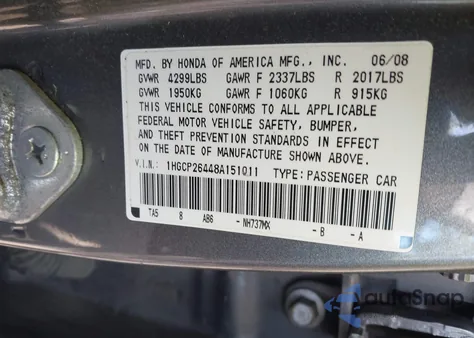 MFD. BY HONDA OF AMERICA MFG., INC. 06/08
GVWR 4299LBS GAWR F 2337LBS R 2017LBS
GVWR 1950KG GAWR F 1060KG R 915KG
THIS VEHICLE CONFORMS TO ALL APPLICABLE
FEDERAL MOTOR VEHICLE SAFETY, BUMPER,
AND THEFT PREVENTION STANDARDS IN EFFECT
ON THE DATE OF MANUFACTURE SHOWN ABOVE.
V.I.N.: 1HGCP26448A151011 TYPE: PASSENGER CAR
TA5 8 AB6 -NH737MX -B -A
AutoSnap